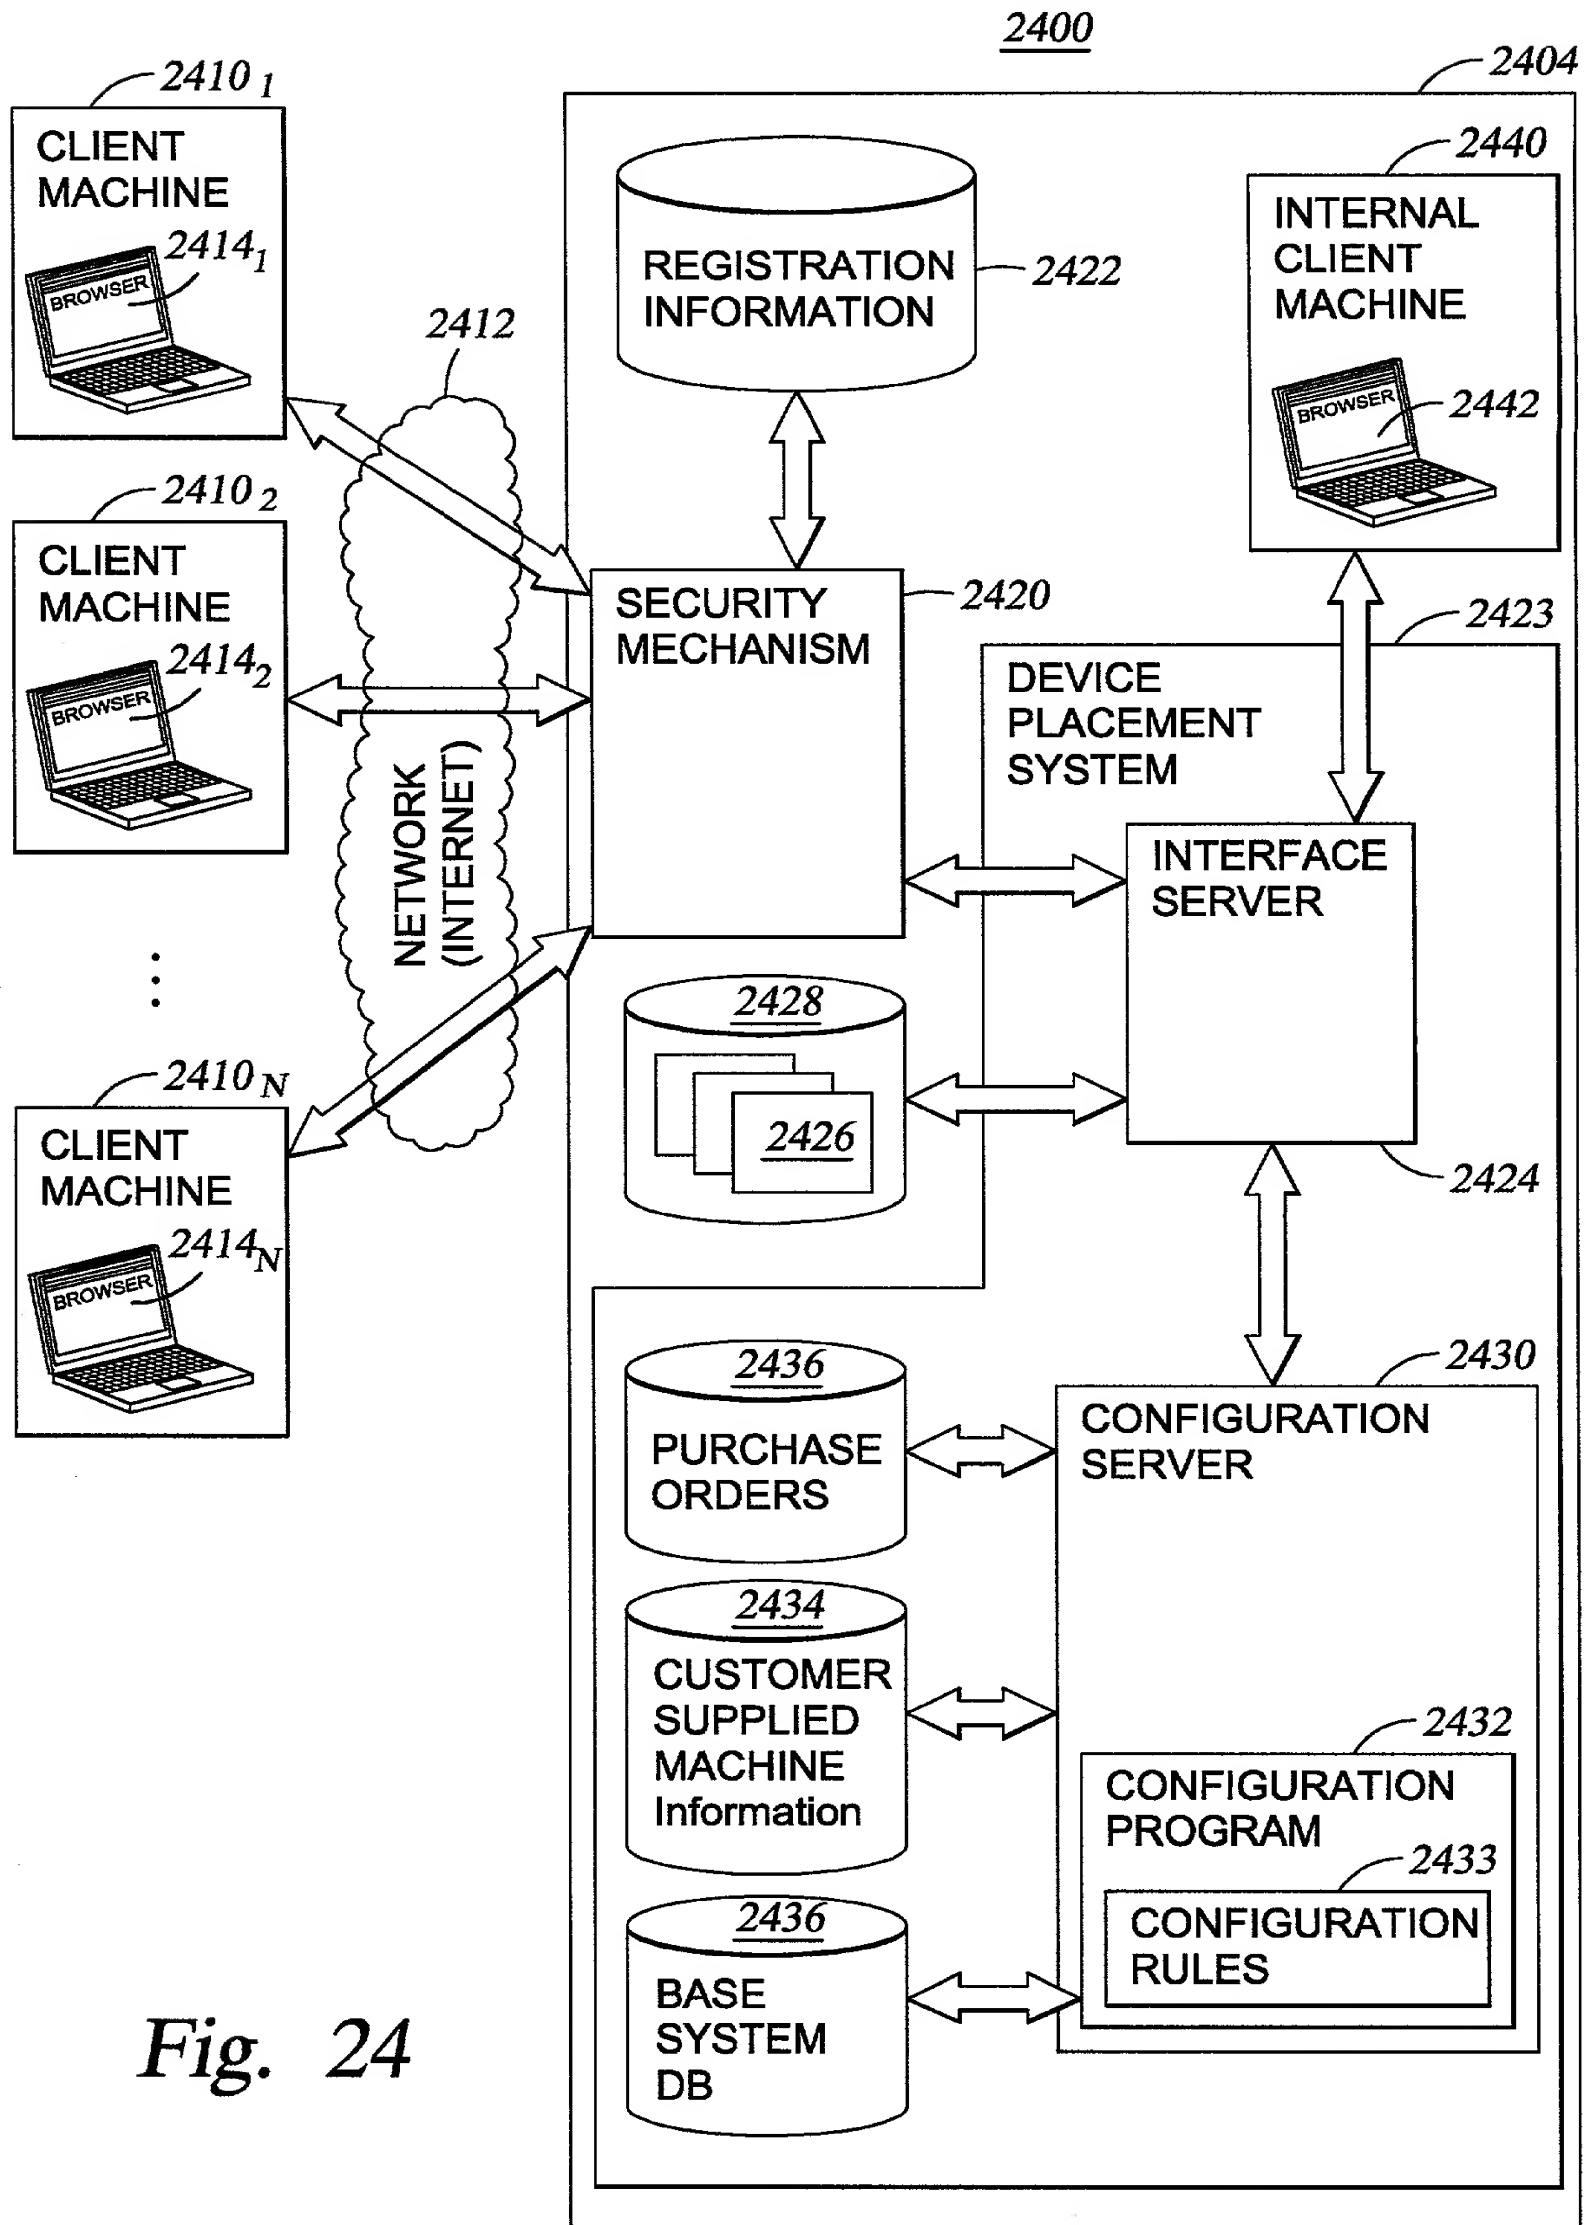 2400
2404
2410 1
CLIENT
MACHINE
2414 1
BROWSER
2412
REGISTRATION
INFORMATION
2422
2440
INTERNAL
CLIENT
MACHINE
BROWSER
2442
2410 2
CLIENT
MACHINE
2414 2
BROWSER
NETWORK
(INTERNET)
SECURITY
MECHANISM
2420
2423
DEVICE
PLACEMENT
SYSTEM
INTERFACE
SERVER
2424
2428
2426
2410 N
CLIENT
MACHINE
2414 N
BROWSER
2436
PURCHASE
ORDERS
2430
CONFIGURATION
SERVER
2434
CUSTOMER
SUPPLIED
MACHINE
Information
2432
CONFIGURATION
PROGRAM
2433
CONFIGURATION
RULES
2436
BASE
SYSTEM
DB
Fig. 24